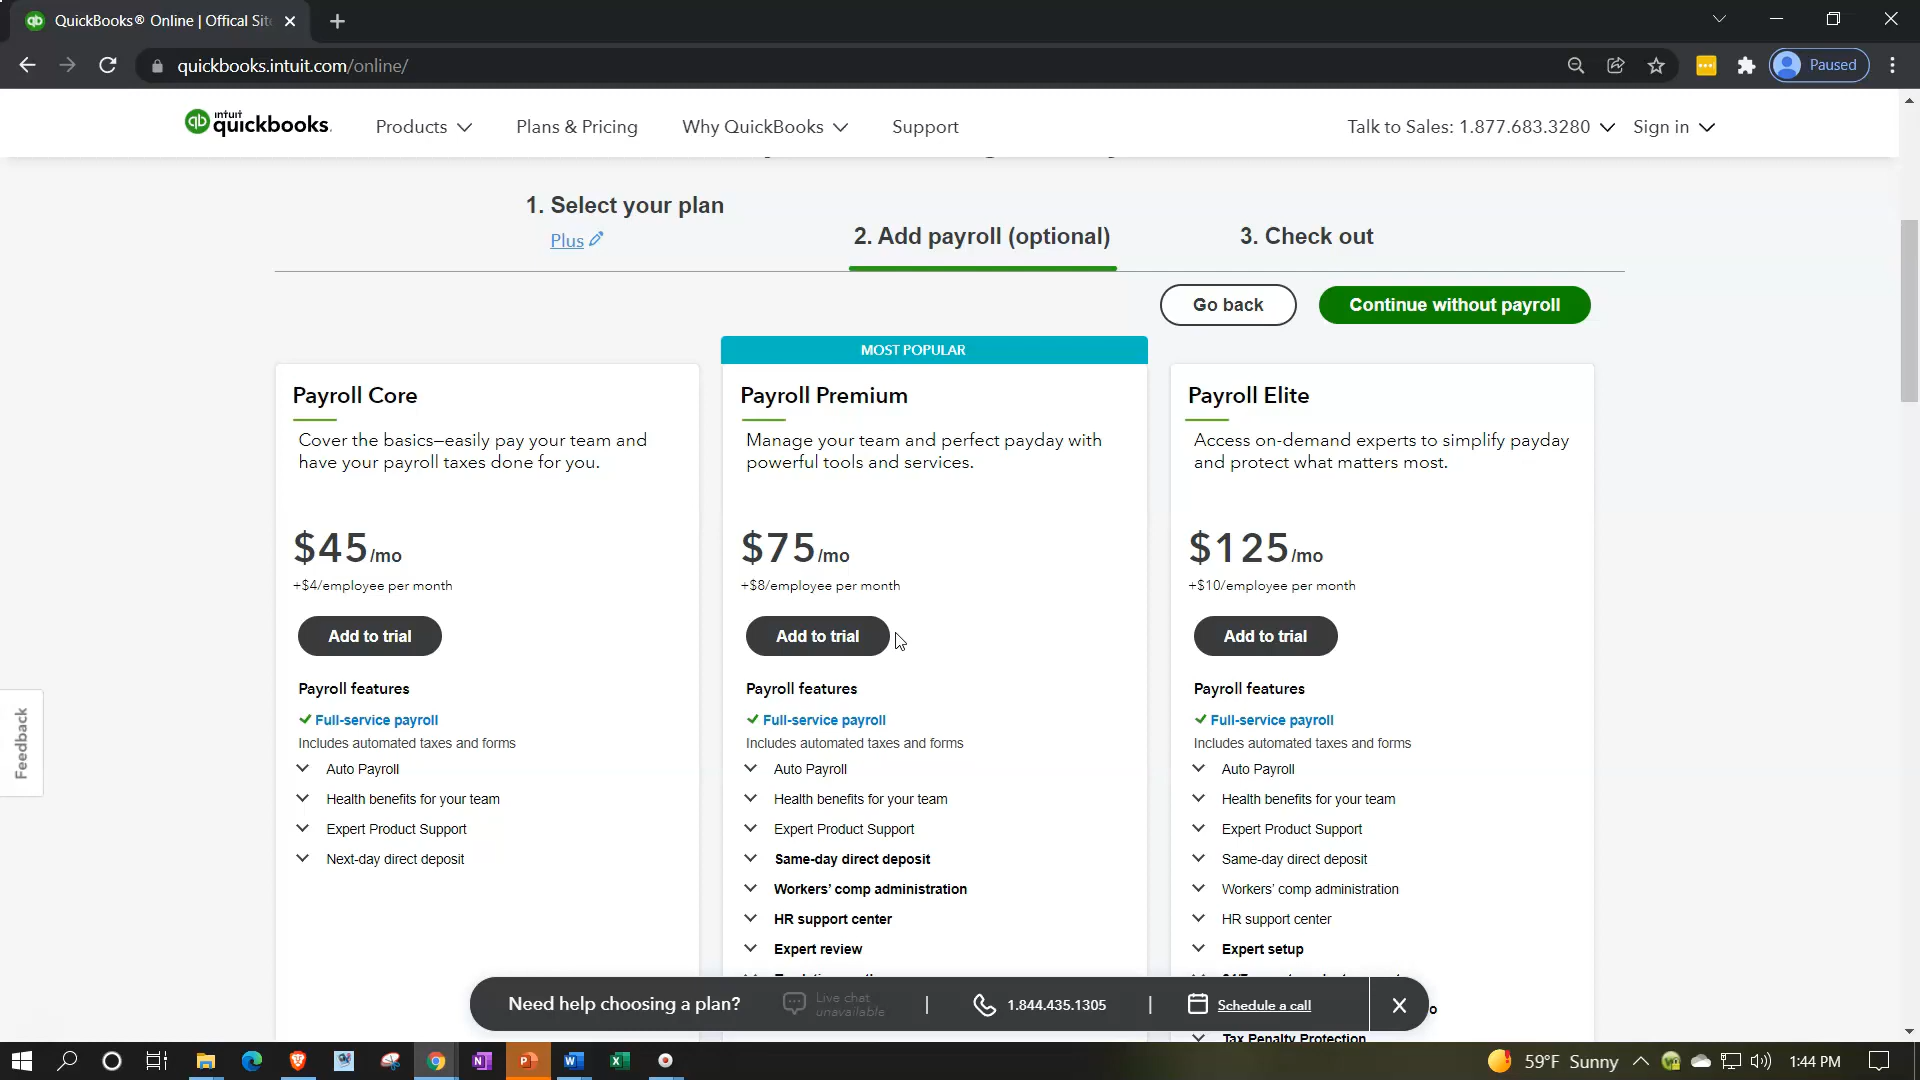 QuickBooks® Online | Offical Sit
quickbooks.intuit.com/online/
Paused
intuit
quickbooks.
Products
Plans & Pricing
Why QuickBooks
Support
Talk to Sales: 1.877.683.3280
Sign in
1. Select your plan
Plus
2. Add payroll (optional)
3. Check out
Go back
Continue without payroll
MOST POPULAR
Payroll Core
Cover the basics—easily pay your team and
have your payroll taxes done for you.
$45/mo
+$4/employee per month
Add to trial
Payroll features
Full-service payroll
Includes automated taxes and forms
Auto Payroll
Health benefits for your team
Expert Product Support
Next-day direct deposit
Payroll Premium
Manage your team and perfect payday with
powerful tools and services.
$75/mo
+$8/employee per month
Add to trial
Payroll features
Full-service payroll
Includes automated taxes and forms
Auto Payroll
Health benefits for your team
Expert Product Support
Same-day direct deposit
Workers’ comp administration
HR support center
Expert review
Payroll Elite
Access on-demand experts to simplify payday
and protect what matters most.
$125/mo
+$10/employee per month
Add to trial
Payroll features
Full-service payroll
Includes automated taxes and forms
Auto Payroll
Health benefits for your team
Expert Product Support
Same-day direct deposit
Workers’ comp administration
HR support center
Expert setup
Tax Penalty Protection
Feedback
Need help choosing a plan?
Live chat
unavailable
1.844.435.1305
Schedule a call
59°F Sunny
1:44 PM